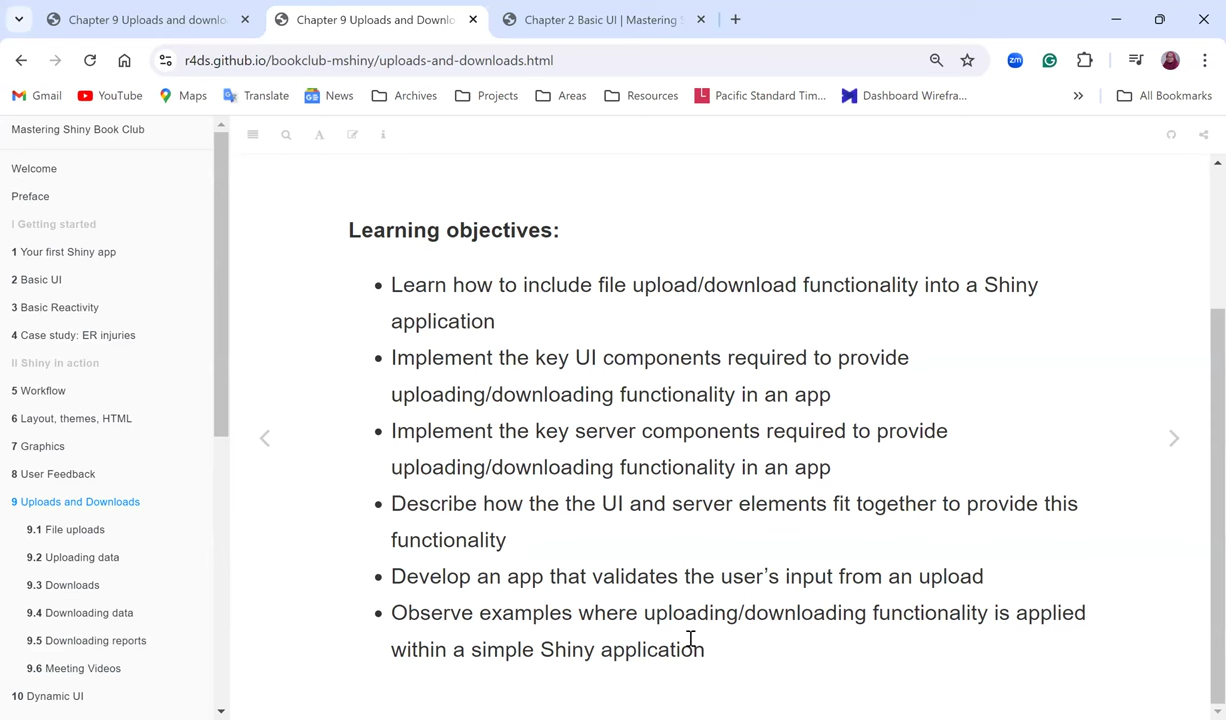 Chapter 9 Uploads and downlo
Chapter 9 Uploads and Downlo
Chapter 2 Basic UI | Mastering S
r4ds.github.io/bookclub-mshiny/uploads-and-downloads.html
Gmail
YouTube
Maps
Translate
News
Archives
Projects
Areas
Resources
Pacific Standard Tim...
Dashboard Wirefra...
All Bookmarks
Mastering Shiny Book Club
Welcome
Preface
I Getting started
1 Your first Shiny app
2 Basic UI
3 Basic Reactivity
4 Case study: ER injuries
II Shiny in action
5 Workflow
6 Layout, themes, HTML
7 Graphics
8 User Feedback
9 Uploads and Downloads
9.1 File uploads
9.2 Uploading data
9.3 Downloads
9.4 Downloading data
9.5 Downloading reports
9.6 Meeting Videos
10 Dynamic UI
Learning objectives:
• Learn how to include file upload/download functionality into a Shiny
application
• Implement the key UI components required to provide
uploading/downloading functionality in an app
• Implement the key server components required to provide
uploading/downloading functionality in an app
• Describe how the the UI and server elements fit together to provide this
functionality
• Develop an app that validates the user's input from an upload
• Observe examples where uploading/downloading functionality is applied
within a simple Shiny application